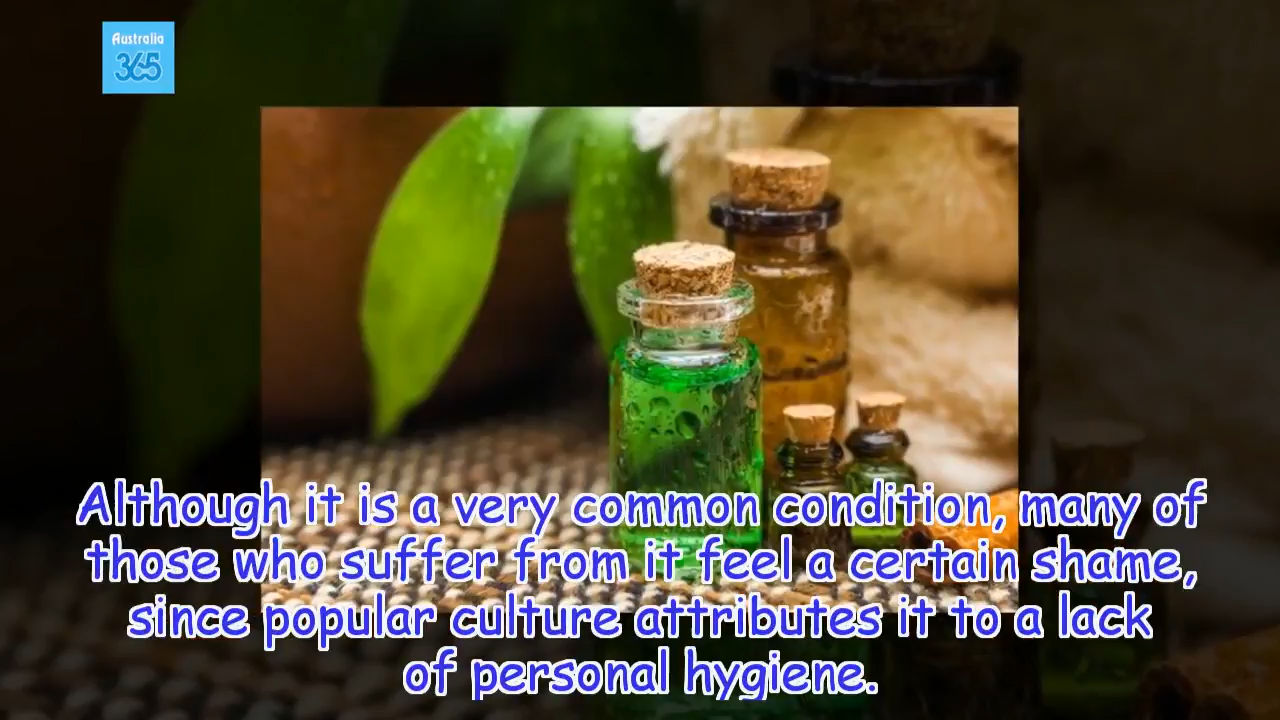 Australia
365
Although it is a very common condition, many of
those who suffer from it feel a certain shame,
since popular culture attributes it to a lack
of personal hygiene.